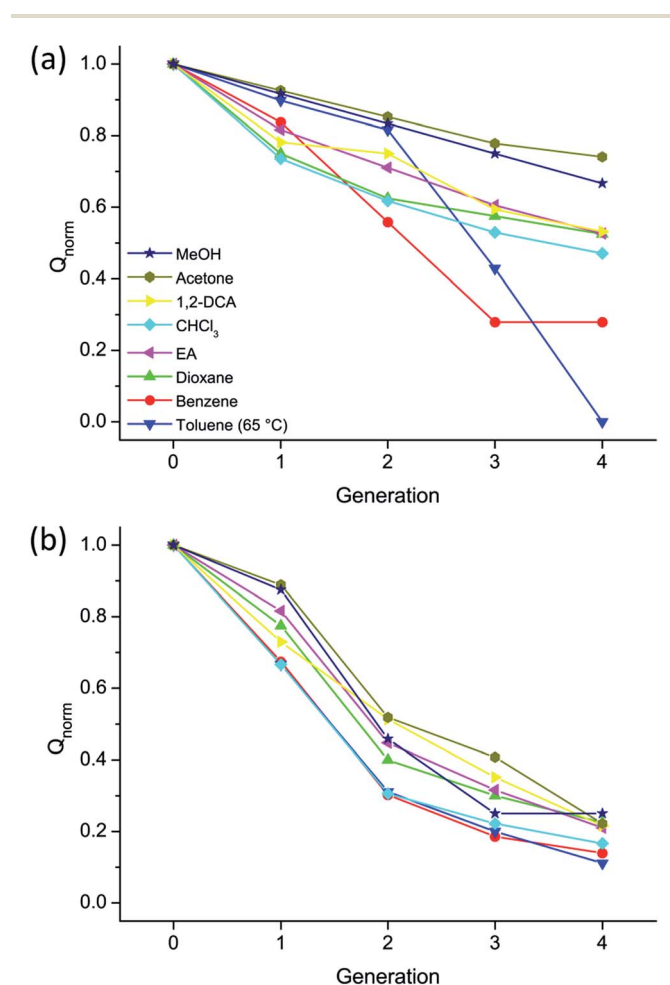 (a)
1.0
0.8
0.6
0.4
0.2
0.0
Qnorm
MeOH
Acetone
1,2-DCA
CHCl3
EA
Dioxane
Benzene
Toluene (65 °C)
0 1 2 3 4
Generation
(b)
1.0
0.8
0.6
0.4
0.2
0.0
Qnorm
0 1 2 3 4
Generation